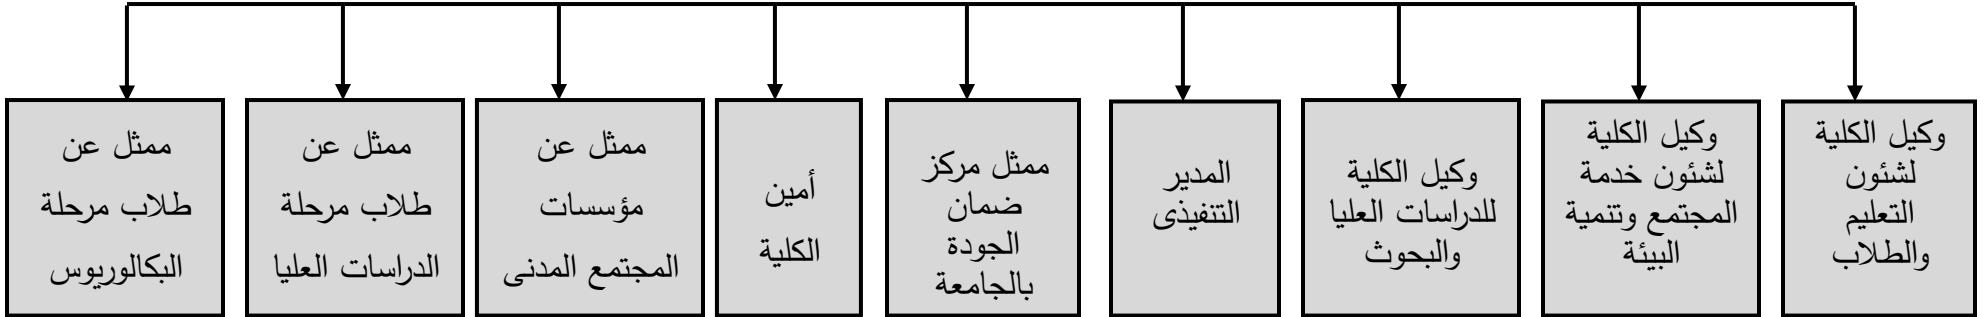 وكيل الكلية
لشئون
التعليم
والطلاب
وكيل الكلية
لشئون خدمة
المجتمع وتنمية
البيئة
وكيل الكلية
للدراسات العليا
والبحوث
المدير
التنفيذى
ممثل مركز
ضمان
الجودة
بالجامعة
أمين
الكلية
ممثل عن
مؤسسات
المجتمع المدنى
ممثل عن
طلاب مرحلة
الدراسات العليا
ممثل عن
طلاب مرحلة
البكالوريوس